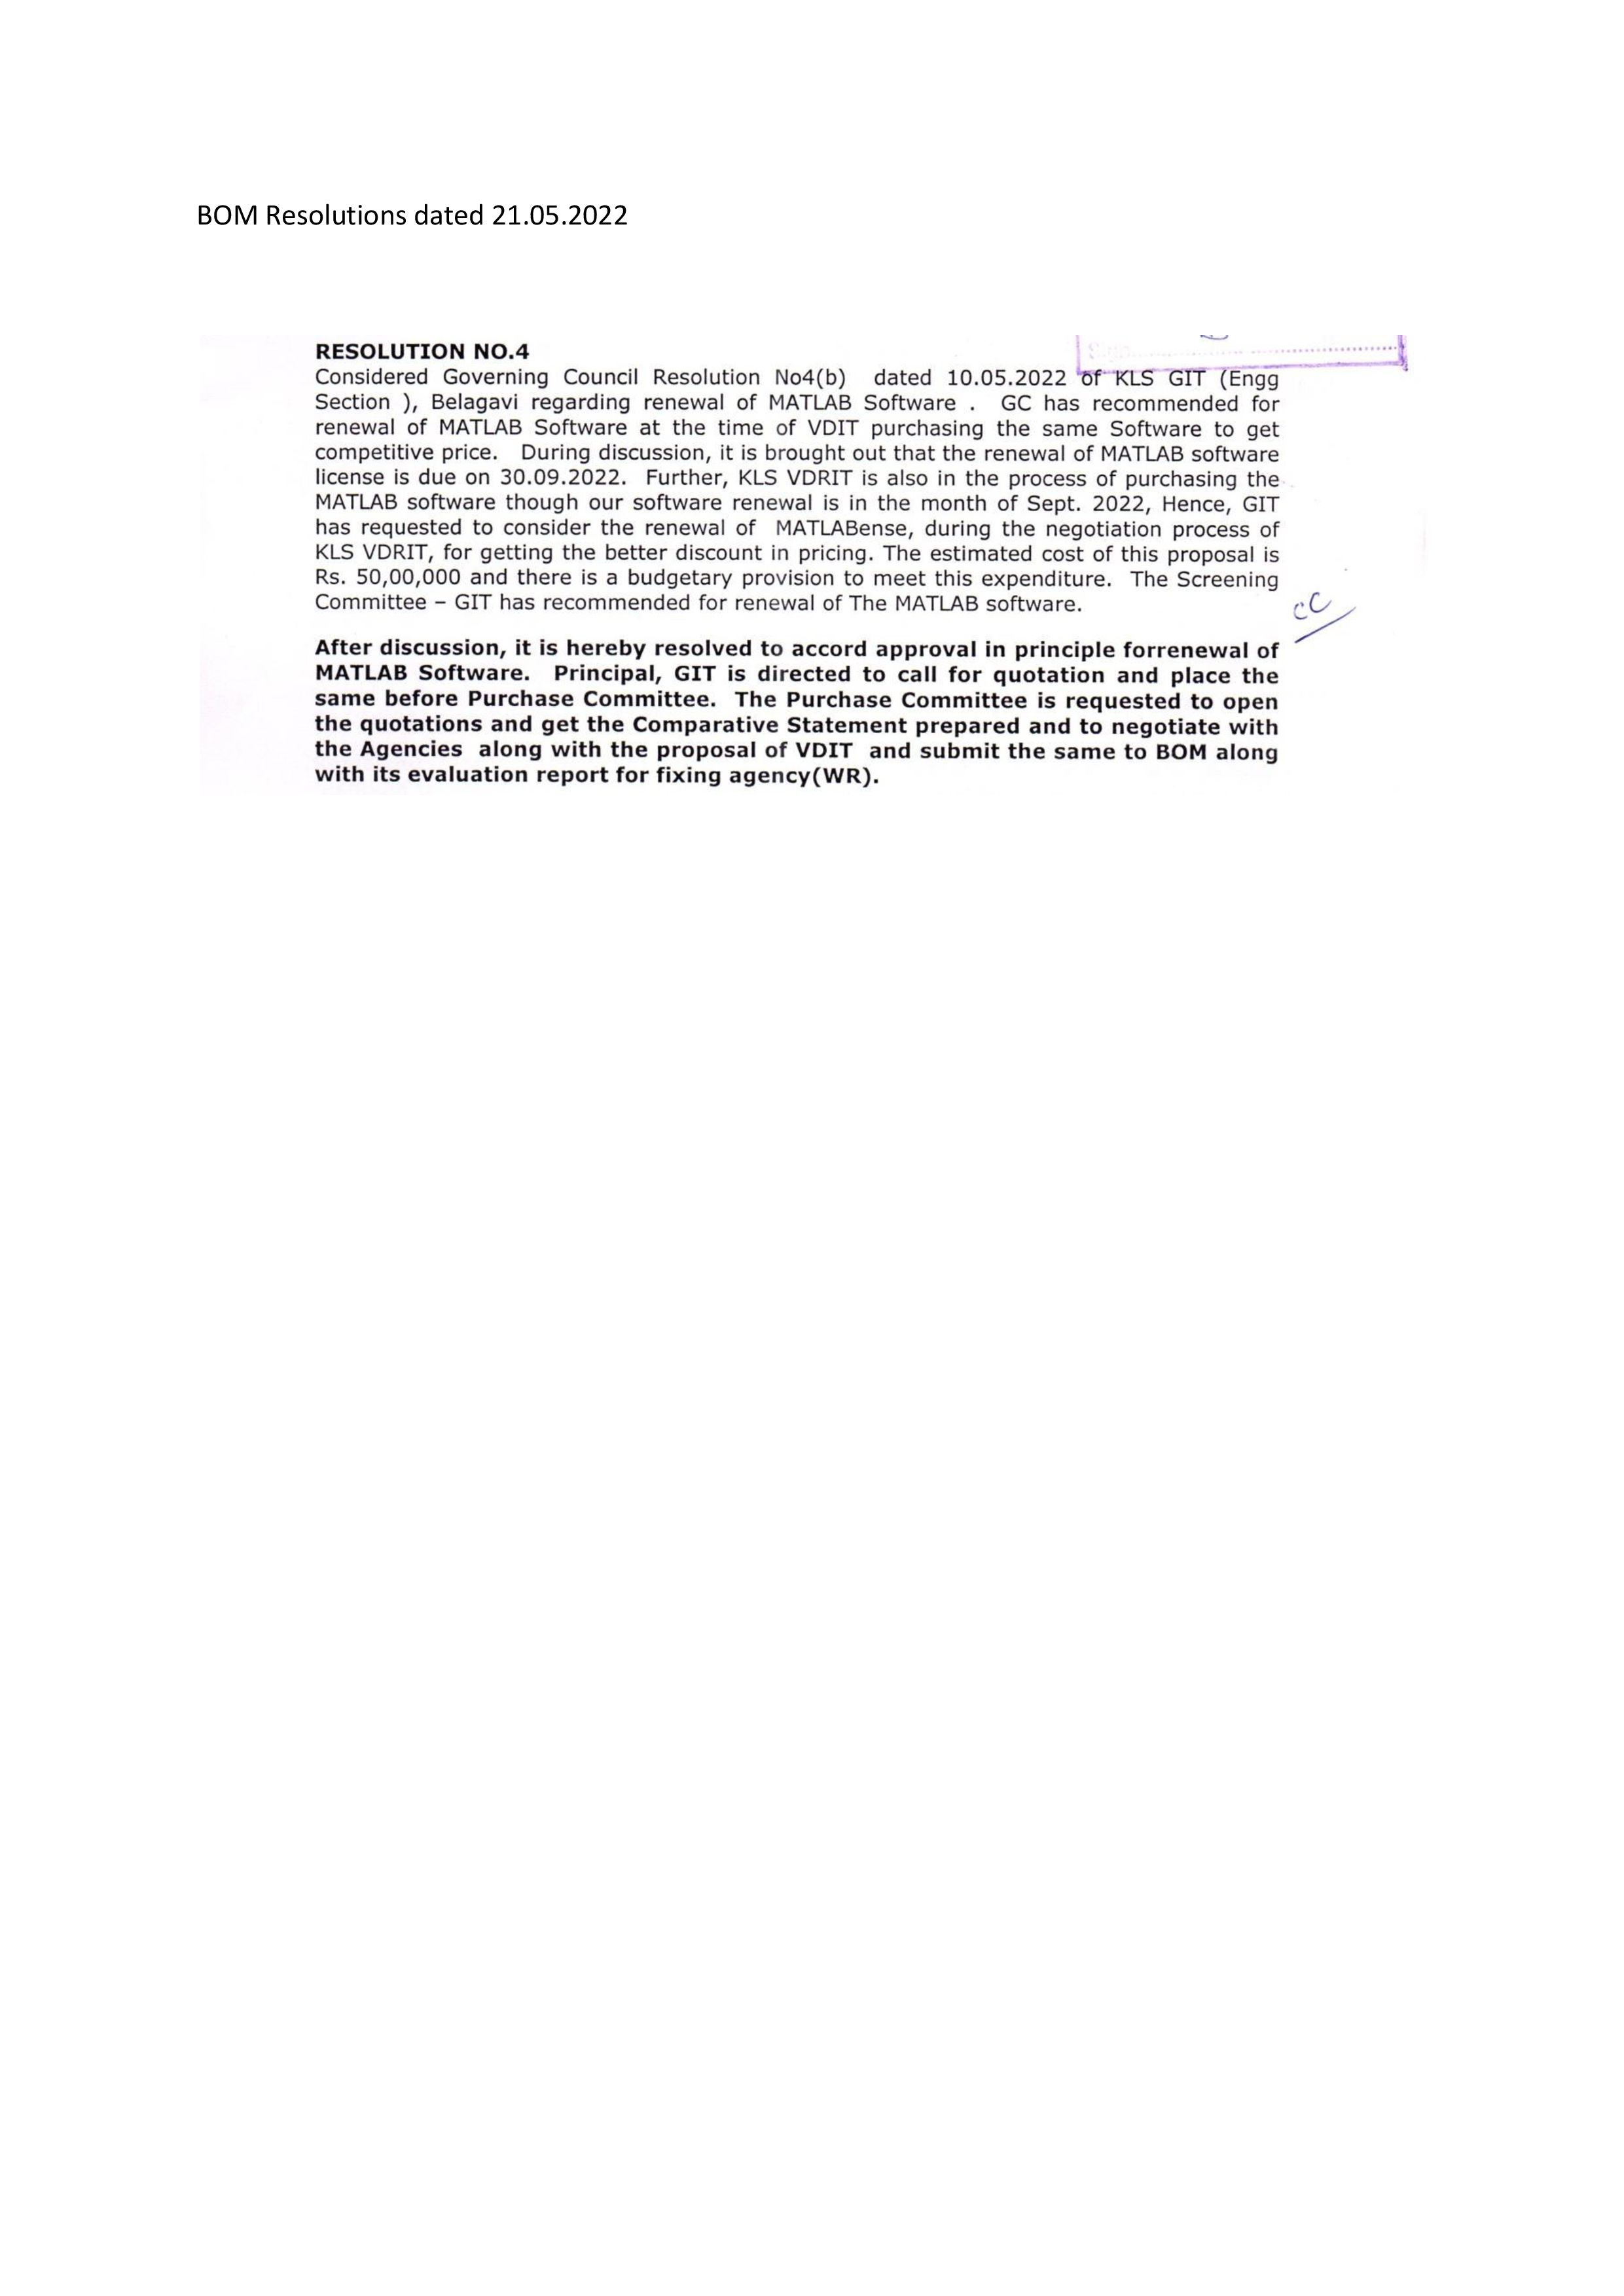 BOM Resolutions dated 21.05.2022
RESOLUTION NO.4
Considered Governing Council Resolution No4(b) dated 10.05.2022 of KLS GIT (Engg
Section ), Belagavi regarding renewal of MATLAB Software . GC has recommended for
renewal of MATLAB Software at the time of VDIT purchasing the same Software to get
competitive price. During discussion, it is brought out that the renewal of MATLAB software
license is due on 30.09.2022. Further, KLS VDRIT is also in the process of purchasing the
MATLAB software though our software renewal is in the month of Sept. 2022, Hence, GIT
has requested to consider the renewal of MATLABense, during the negotiation process of
KLS VDRIT, for getting the better discount in pricing. The estimated cost of this proposal is
Rs. 50,00,000 and there is a budgetary provision to meet this expenditure. The Screening
Committee – GIT has recommended for renewal of The MATLAB software.
cc
After discussion, it is hereby resolved to accord approval in principle forrenewal of
MATLAB Software. Principal, GIT is directed to call for quotation and place the
same before Purchase Committee. The Purchase Committee is requested to open
the quotations and get the Comparative Statement prepared and to negotiate with
the Agencies along with the proposal of VDIT and submit the same to BOM along
with its evaluation report for fixing agency(WR).